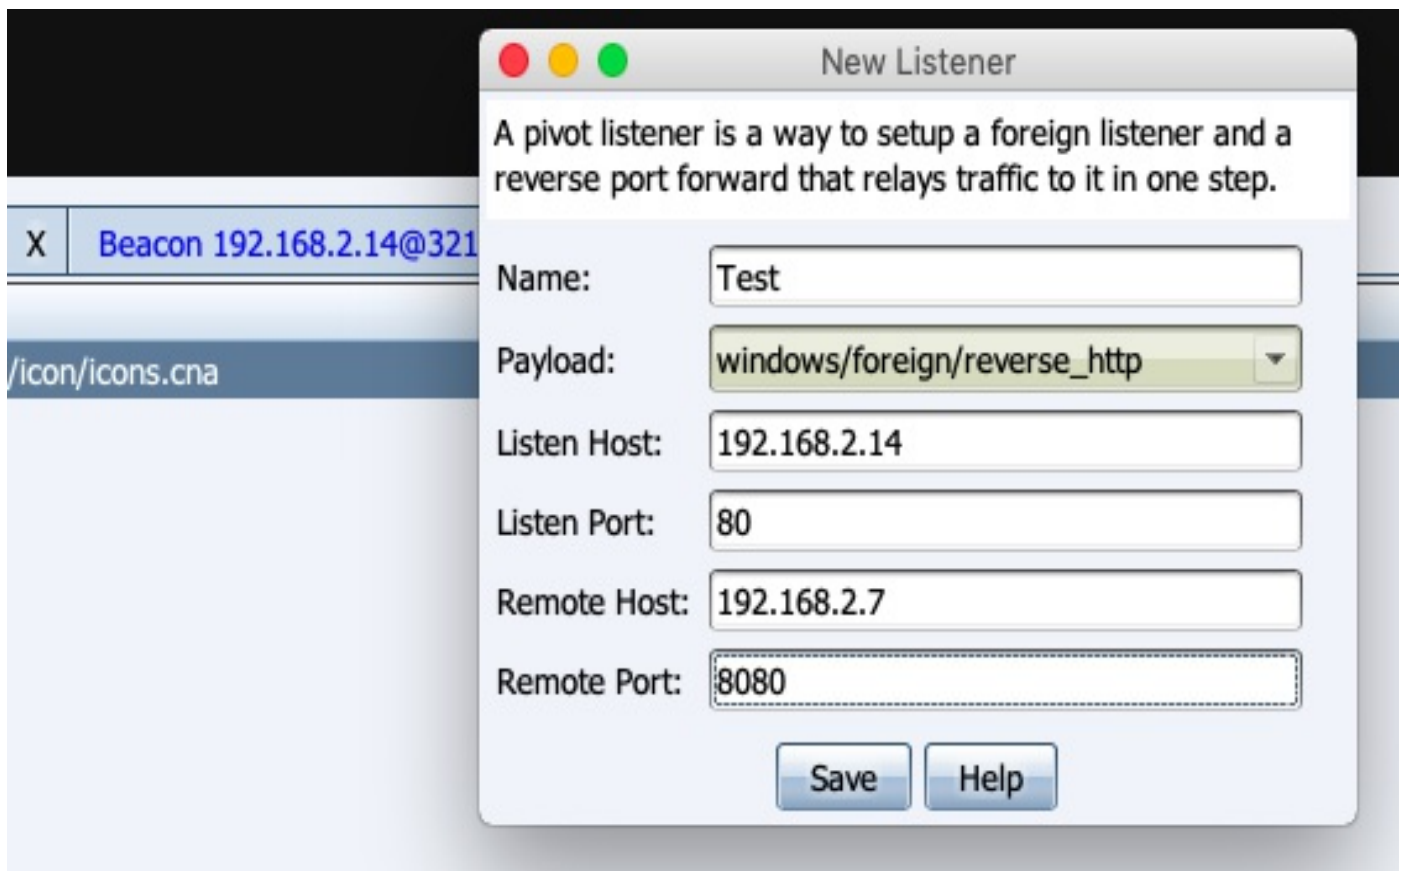 New Listener
A pivot listener is a way to setup a foreign listener and a
reverse port forward that relays traffic to it in one step.
X Beacon 192.168.2.14@321
Name: Test
/icon/icons.cna
Payload: windows/foreign/reverse_http
Listen Host: 192.168.2.14
Listen Port: 80
Remote Host: 192.168.2.7
Remote Port: 8080
Save Help